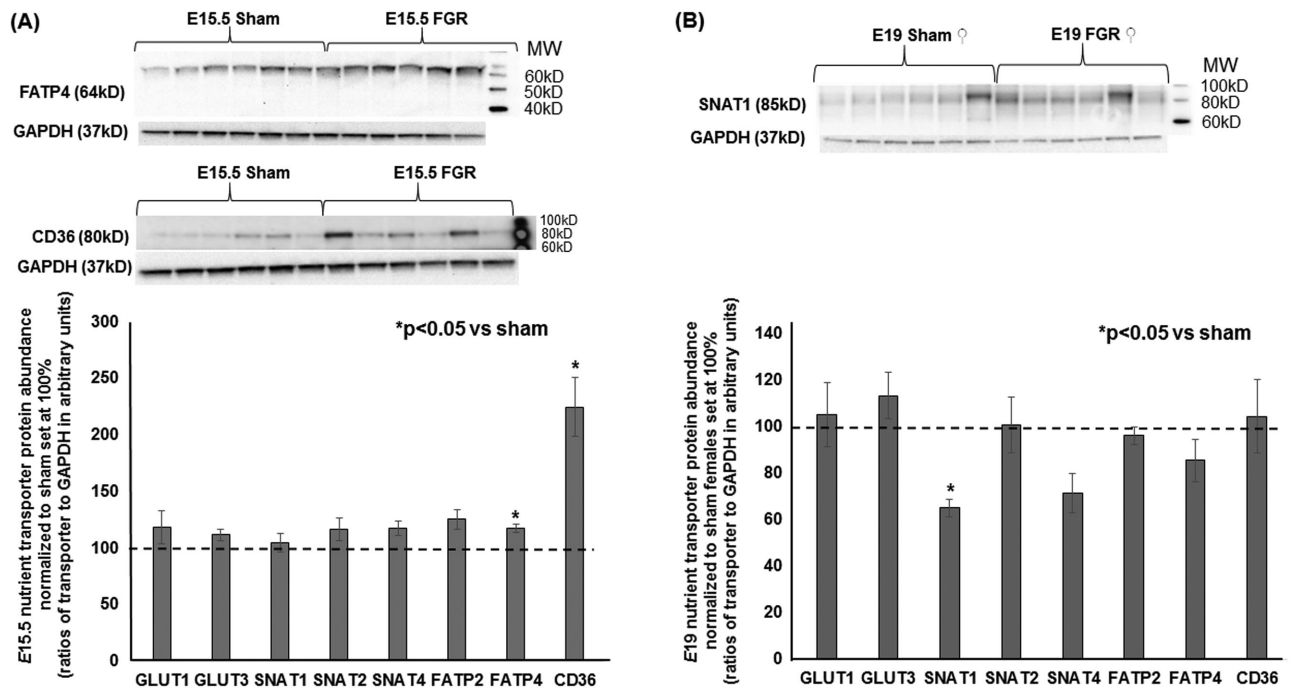 (A)
E15.5 Sham E15.5 FGR
MW
FATP4 (64kD)
60kD
50kD
40kD
GAPDH (37kD)
E15.5 Sham E15.5 FGR
CD36 (80kD)
100kD
80kD
60kD
GAPDH (37kD)
E15.5 nutrient transporter protein abundance
normalized to sham set at 100%
(ratios of transporter to GAPDH in arbitrary units)
*p<0.05 vs sham
300
250
200
150
100
50
0
*
*
GLUT1 GLUT3 SNAT1 SNAT2 SNAT4 FATP2 FATP4 CD36
(B)
E19 Sham ♀ E19 FGR ♀
MW
SNAT1 (85kD)
100kD
80kD
60kD
GAPDH (37kD)
E19 nutrient transporter protein abundance
normalized to sham females set at 100%
(ratios of transporter to GAPDH in arbitrary units)
*p<0.05 vs sham
140
120
100
80
60
40
20
0
*
GLUT1 GLUT3 SNAT1 SNAT2 FATP2 SNAT4 FATP4 CD36